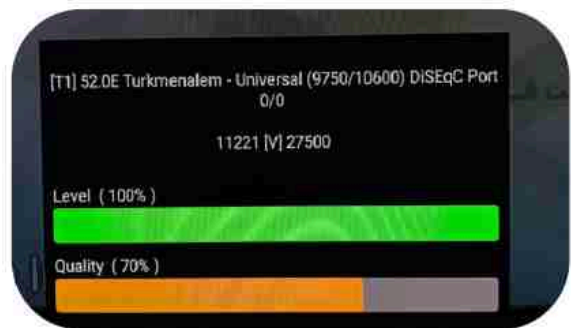 [T1] 52.0E Turkmenalem - Universal (9750/10600) DiSEqC Port
0/0
11221 [V] 27500
Level ( 100% )
Quality ( 70% )